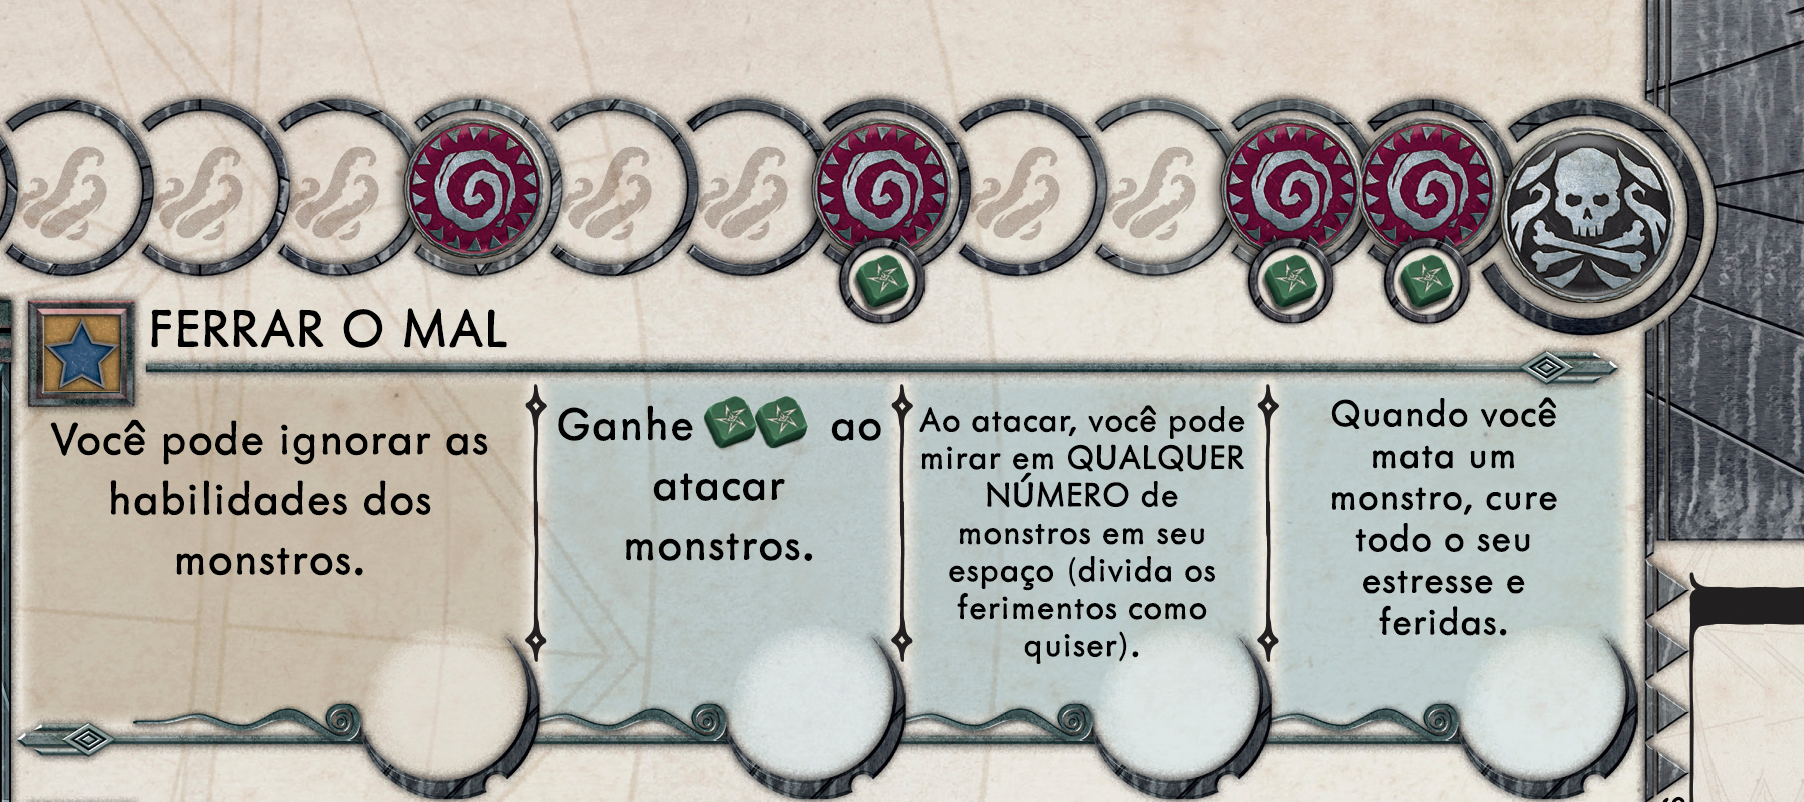 FERRAR O MAL
Você pode ignorar as
habilidades dos
monstros.
Ganhe ao
atacar
monstros.
Ao atacar, você pode
mirar em QUALQUER
NÚMERO de
monstros em seu
espaço (divida os
ferimentos como
quiser).
Quando você
mata um
monstro, cure
todo o seu
estresse e
feridas.